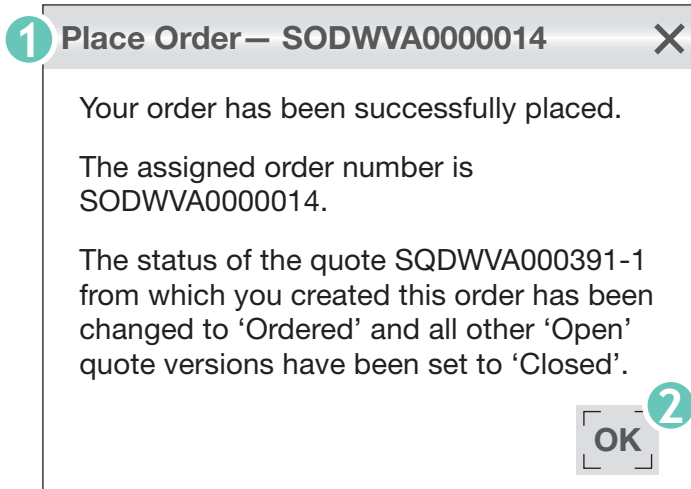 1 Place Order— SODWVA0000014
Your order has been successfully placed.
The assigned order number is
SODWVA0000014.
The status of the quote SQDWVA000391-1
from which you created this order has been
changed to ‘Ordered’ and all other ‘Open’
quote versions have been set to ‘Closed’.
2
OK